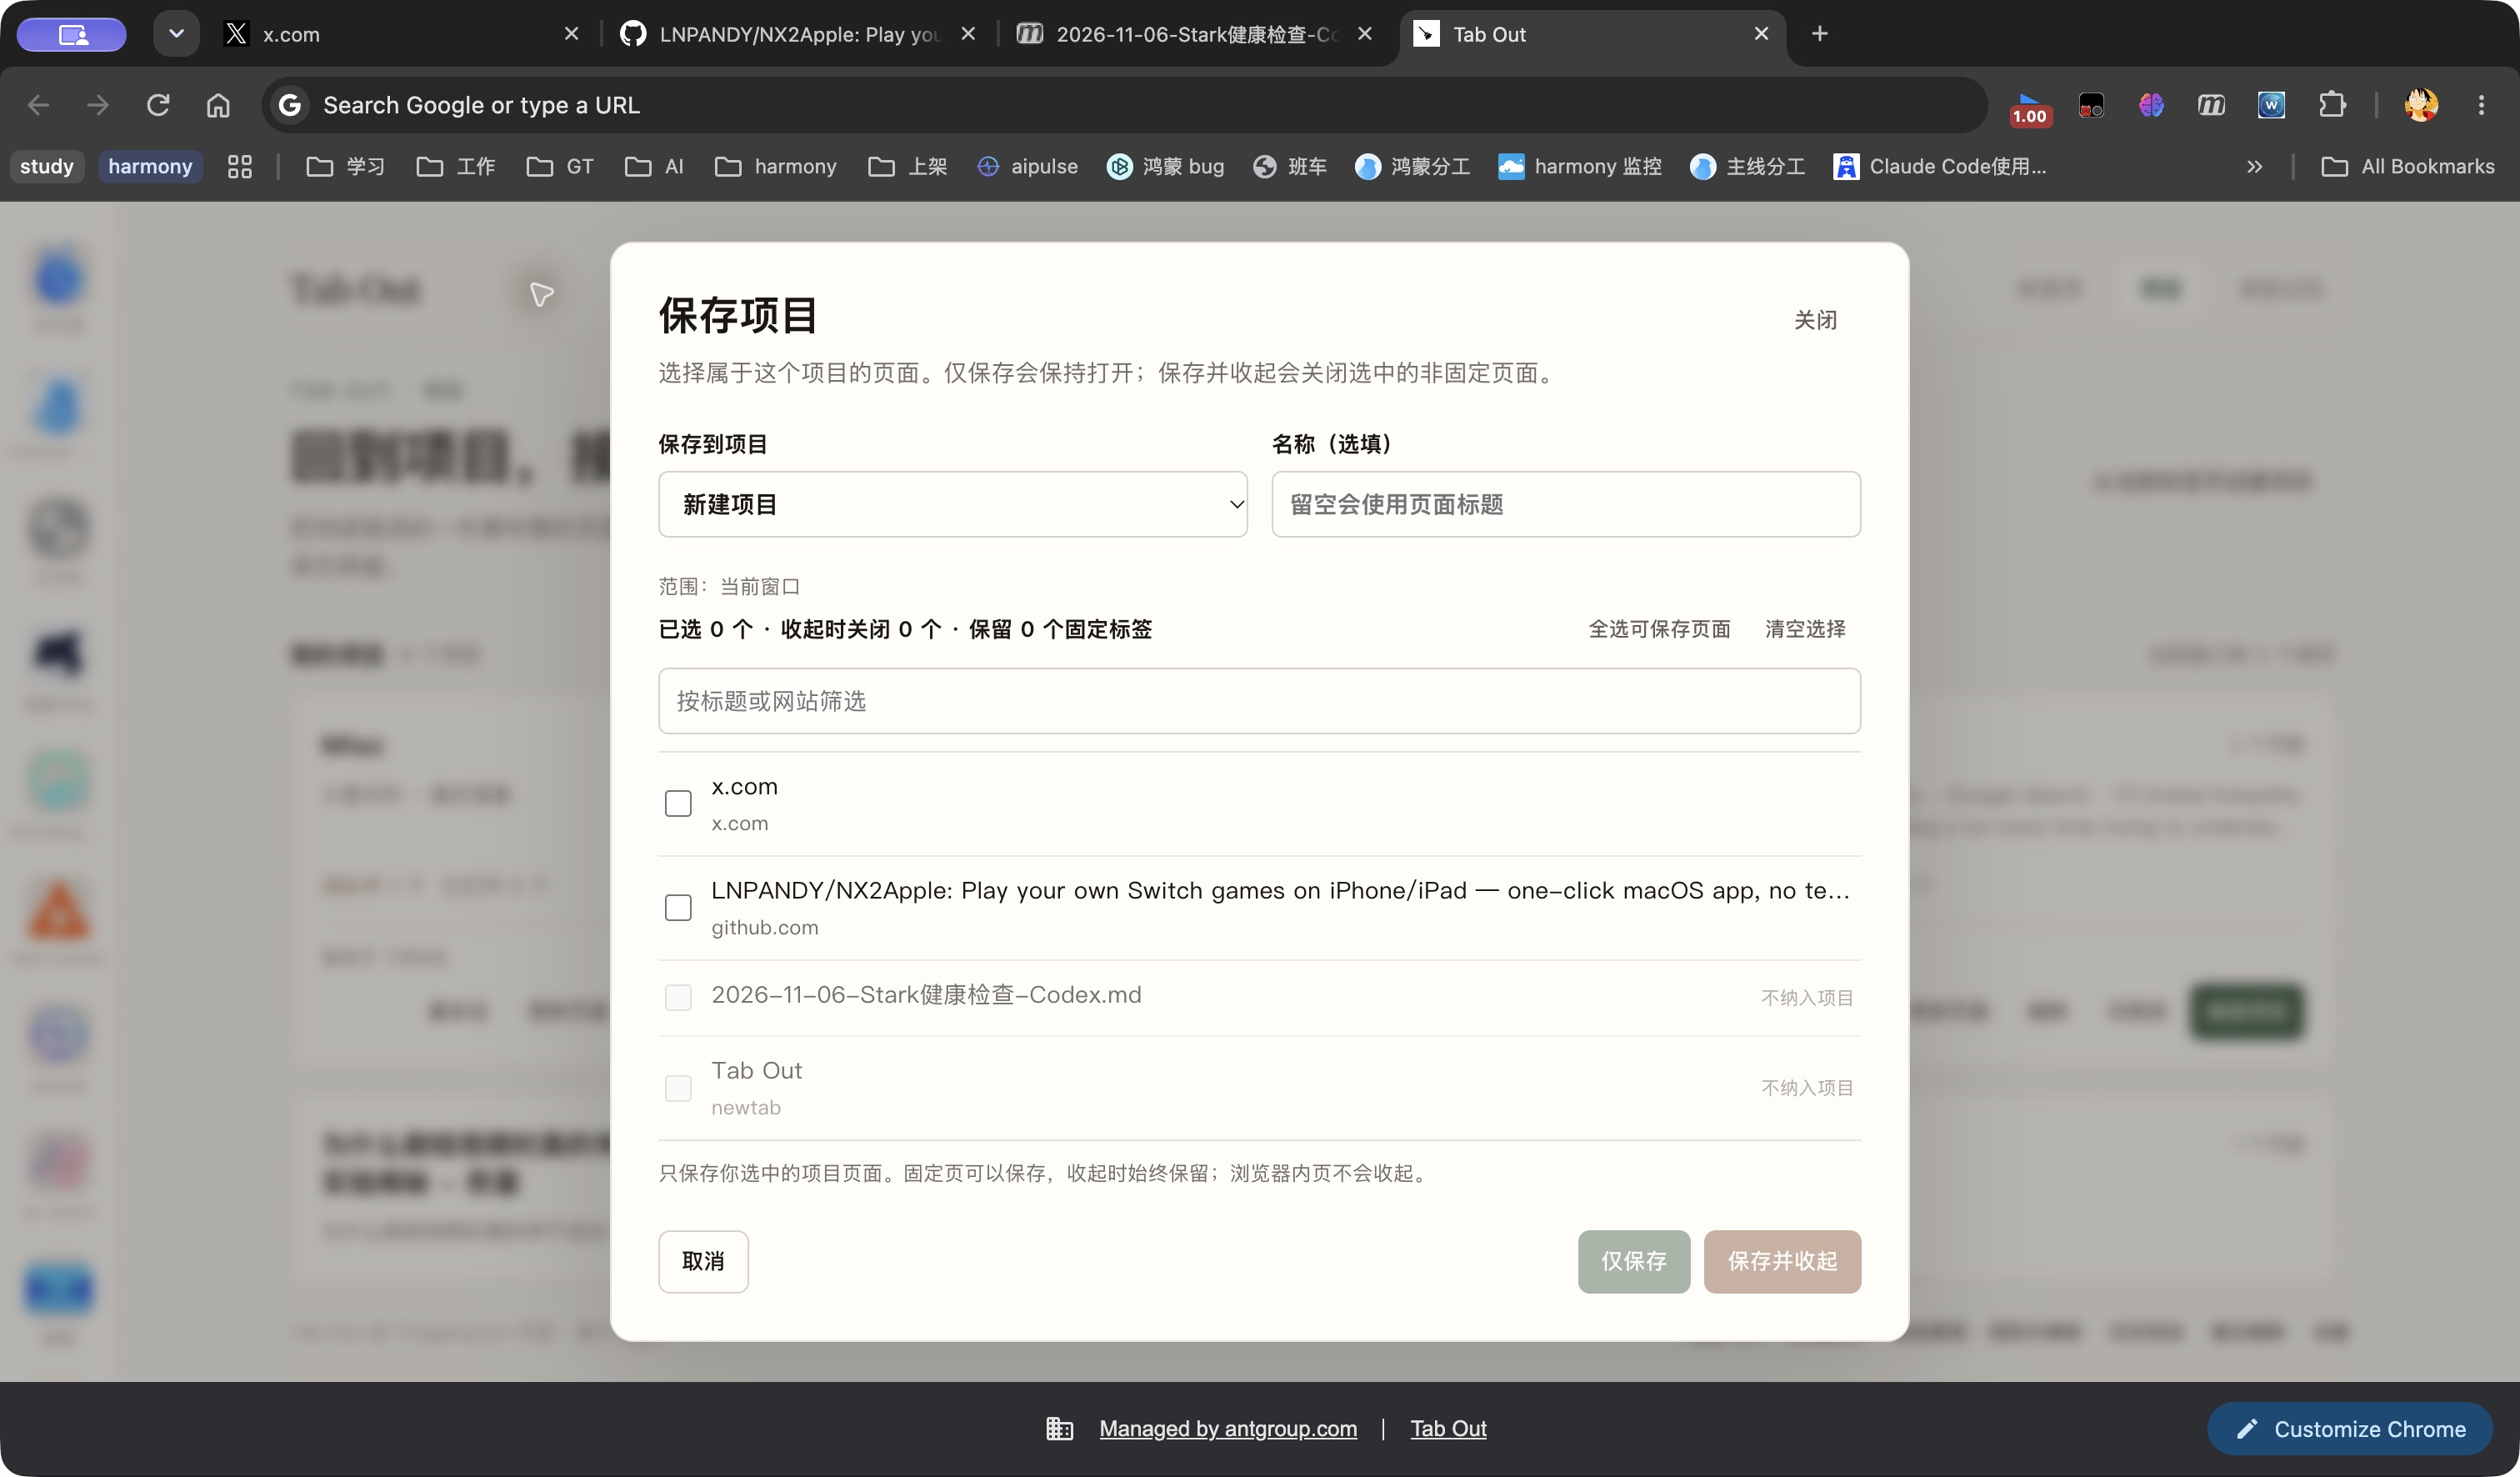 x.com
LNPANDY/NX2Apple: Play you
2026-11-06-Stark健康检查-Co
Tab Out
Search Google or type a URL
1.00
study
harmony
学习
工作
GT
AI
harmony
上架
aipulse
鸿蒙 bug
班车
鸿蒙分工
harmony 监控
主线分工
Claude Code使用...
All Bookmarks
Tab Out
保存项目
关闭
选择属于这个项目的页面。仅保存会保持打开；保存并收起会关闭选中的非固定页面。
保存到项目
名称（选填）
新建项目
留空会使用页面标题
范围：当前窗口
已选 0 个 · 收起时关闭 0 个 · 保留 0 个固定标签
全选可保存页面
清空选择
按标题或网站筛选
x.com
x.com
LNPANDY/NX2Apple: Play your own Switch games on iPhone/iPad — one-click macOS app, no te...
github.com
2026-11-06-Stark健康检查-Codex.md
不纳入项目
Tab Out
newtab
不纳入项目
只保存你选中的项目页面。固定页可以保存，收起时始终保留；浏览器内页不会收起。
取消
仅保存
保存并收起
回到项目，
Misc
Managed by antgroup.com
Tab Out
Customize Chrome